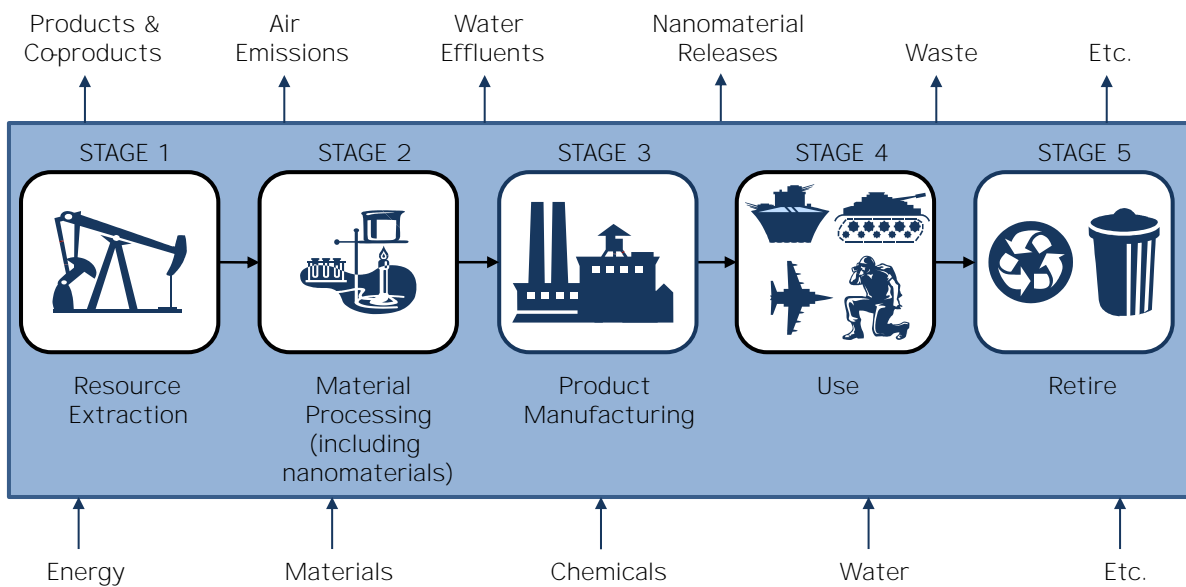 Products &
Co-products
Air
Emissions
Water
Effluents
Nanomaterial
Releases
Waste
Etc.
STAGE 1
STAGE 2
STAGE 3
STAGE 4
STAGE 5
Resource
Extraction
Material
Processing
(including
nanomaterials)
Product
Manufacturing
Use
Retire
Energy
Materials
Chemicals
Water
Etc.